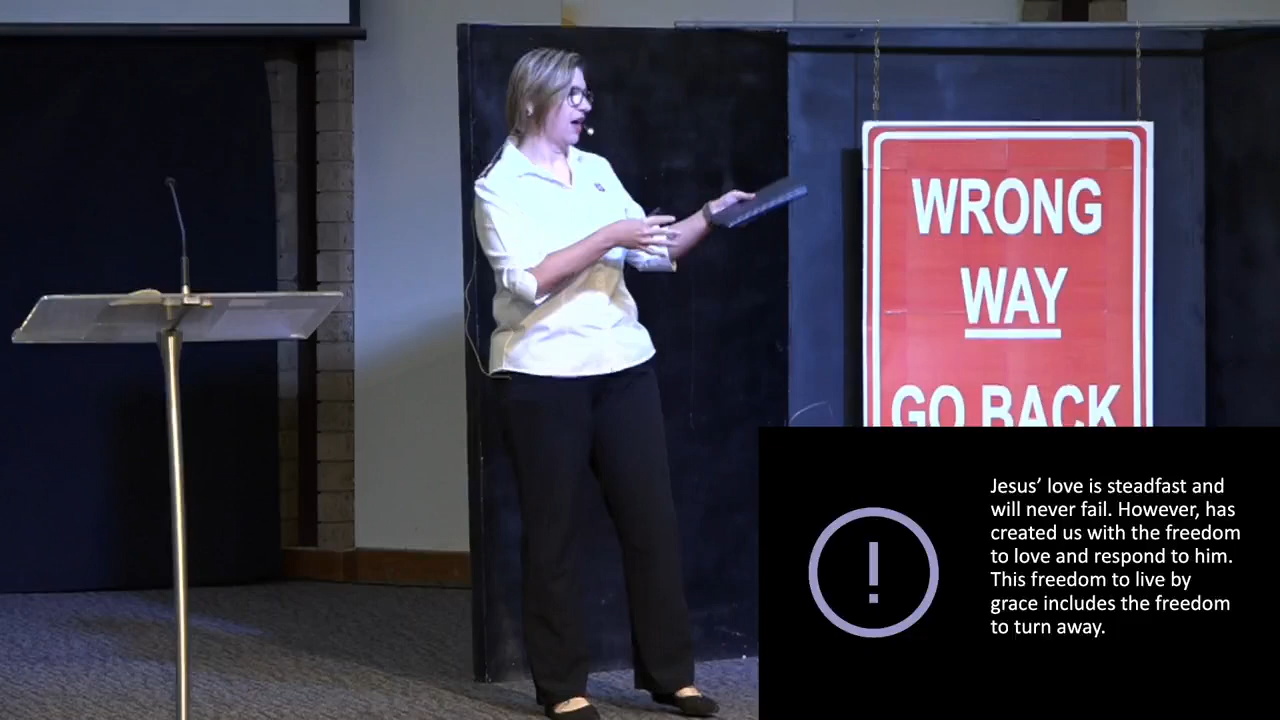 WRONG
WAY
GO BACK
Jesus’ love is steadfast and
will never fail. However, has
created us with the freedom
to love and respond to him.
This freedom to live by
grace includes the freedom
to turn away.